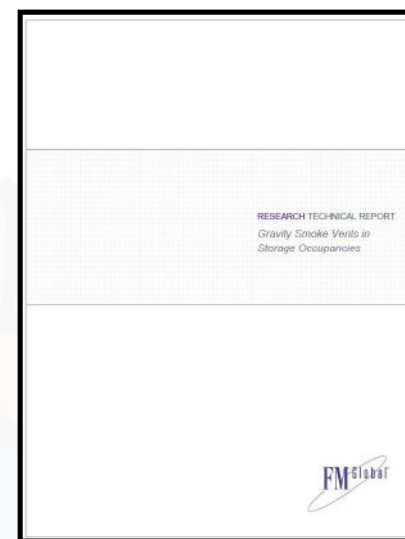 RESEARCH TECHNICAL REPORT
Gravity Smoke Vents in
Storage Occupancies
FM Global